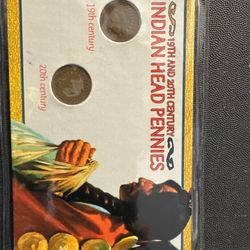 19TH AND 20TH CENTURY
INDIAN HEAD PENNIES
19th century
20th century